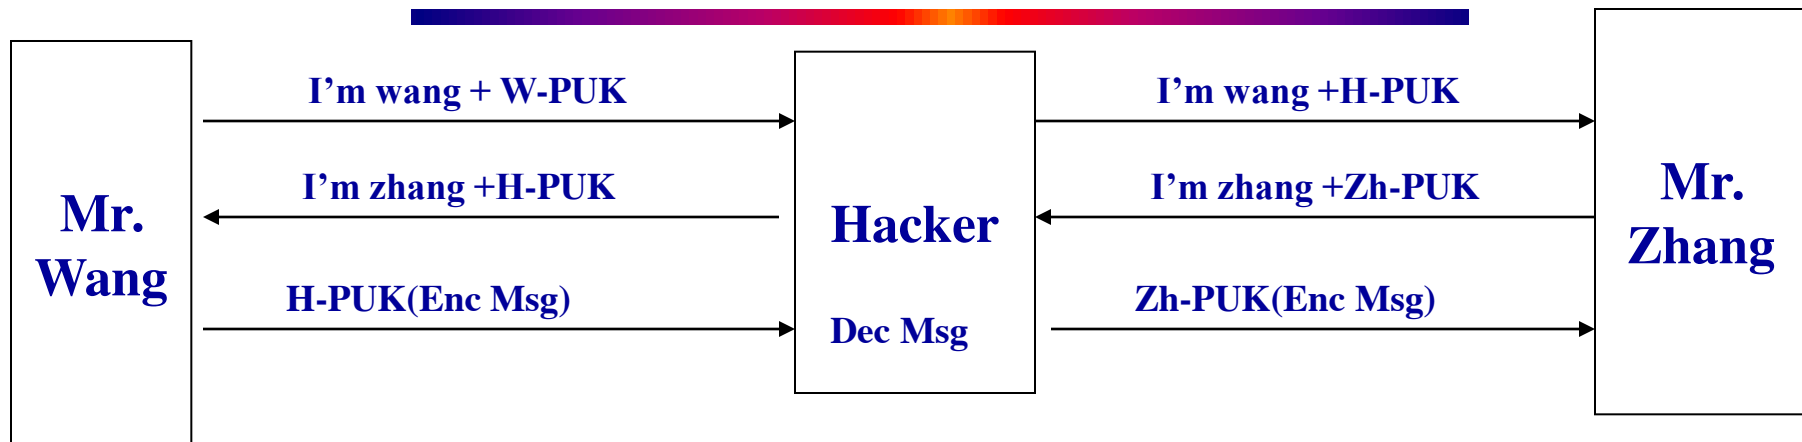 I’m wang + W-PUK
I’m wang +H-PUK
I’m zhang +H-PUK
I’m zhang +Zh-PUK
Mr.
Wang
Hacker
Mr.
Zhang
H-PUK(Enc Msg)
Dec Msg
Zh-PUK(Enc Msg)